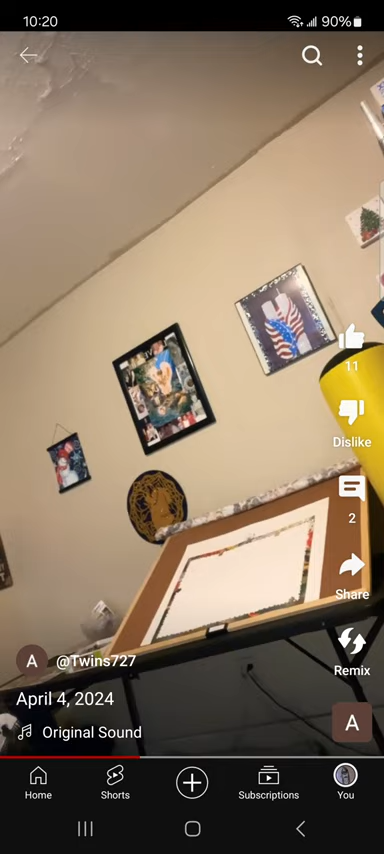 10:20
90%
11
Dislike
2
Share
Remix
A
A @Twins727
April 4, 2024
Original Sound
Home
Shorts
Subscriptions
You